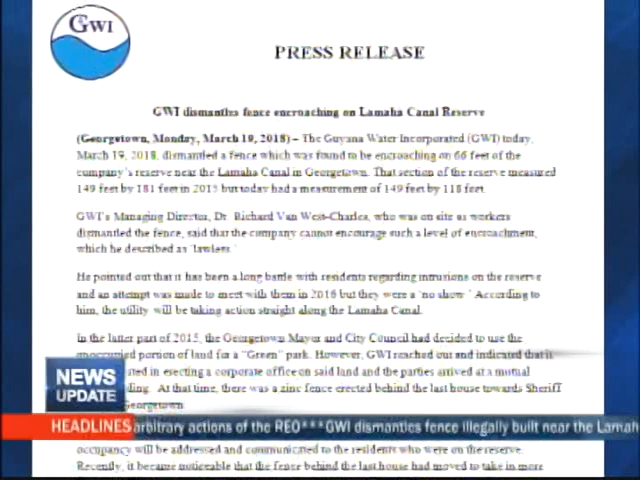 GWI
PRESS RELEASE
GWI dismantles fence encroaching on Lamaha Canal Reserve
(Georgetown, Monday, March 19, 2018) – The Guyana Water Incorporated (GWI) today,
March 19, 2018, dismantled a fence which was found to be encroaching on 66 feet of the
company's reserve near the Lamaha Canal in Georgetown. That section of the reserve measured
149 feet by 181 feet in 2015 but today had a measurement of 149 feet by 118 feet.
GWI's Managing Director, Dr. Richard Van West-Charles, who was on site as workers
dismantled the fence, said that the company cannot encourage such a level of encroachment,
which he described as 'lawless.'
He pointed out that it has been a long battle with residents regarding intrusions on the reserve
and an attempt was made to meet with them in 2016 but they were a 'no show.' According to
him, the utility will be taking action straight along the Lamaha Canal.
In the latter part of 2015, the Georgetown Mayor and City Council had decided to use the
unoccupied portion of land for a "Green" park. However, GWI reached out and indicated that it
in erecting a corporate office on said land and the parties arrived at a mutual
At that time, there was a zinc fence erected behind the last house towards Sheriff
Georgetown
NEWS
UPDATE
HEADLINES arbitrary actions of the REO***GWI dismantles fence illegally built near the Lamah
occupancy will be addressed and communicated to the residents who were on the reserve.
Recently, it became noticeable that the fence behind the last house had moved to take in more